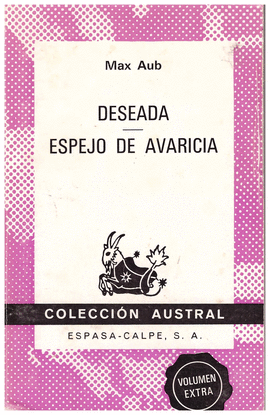 Max Aub
DESEADA
ESPEJO DE AVARICIA
COLECCIÓN AUSTRAL
ESPASA-CALPE, S. A.
VOLUMEN
EXTRA